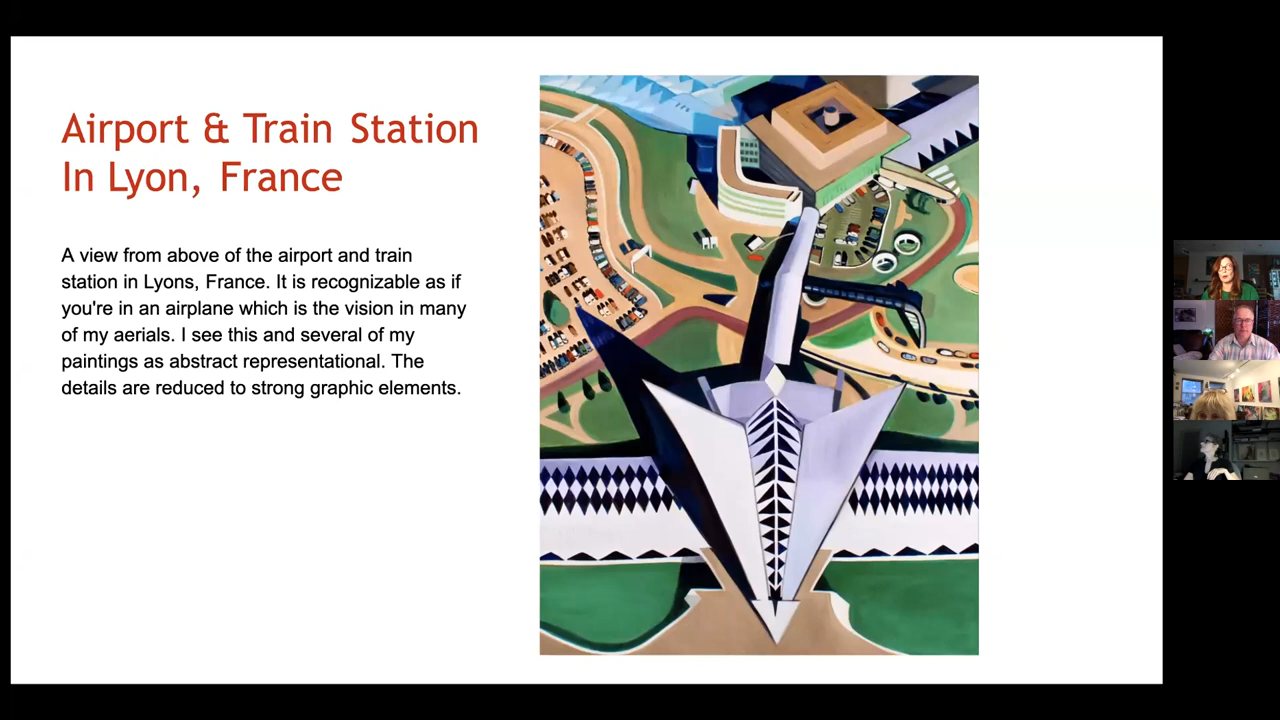 Airport & Train Station
In Lyon, France
A view from above of the airport and train
station in Lyons, France. It is recognizable as if
you're in an airplane which is the vision in many
of my aerials. I see this and several of my
paintings as abstract representational. The
details are reduced to strong graphic elements.